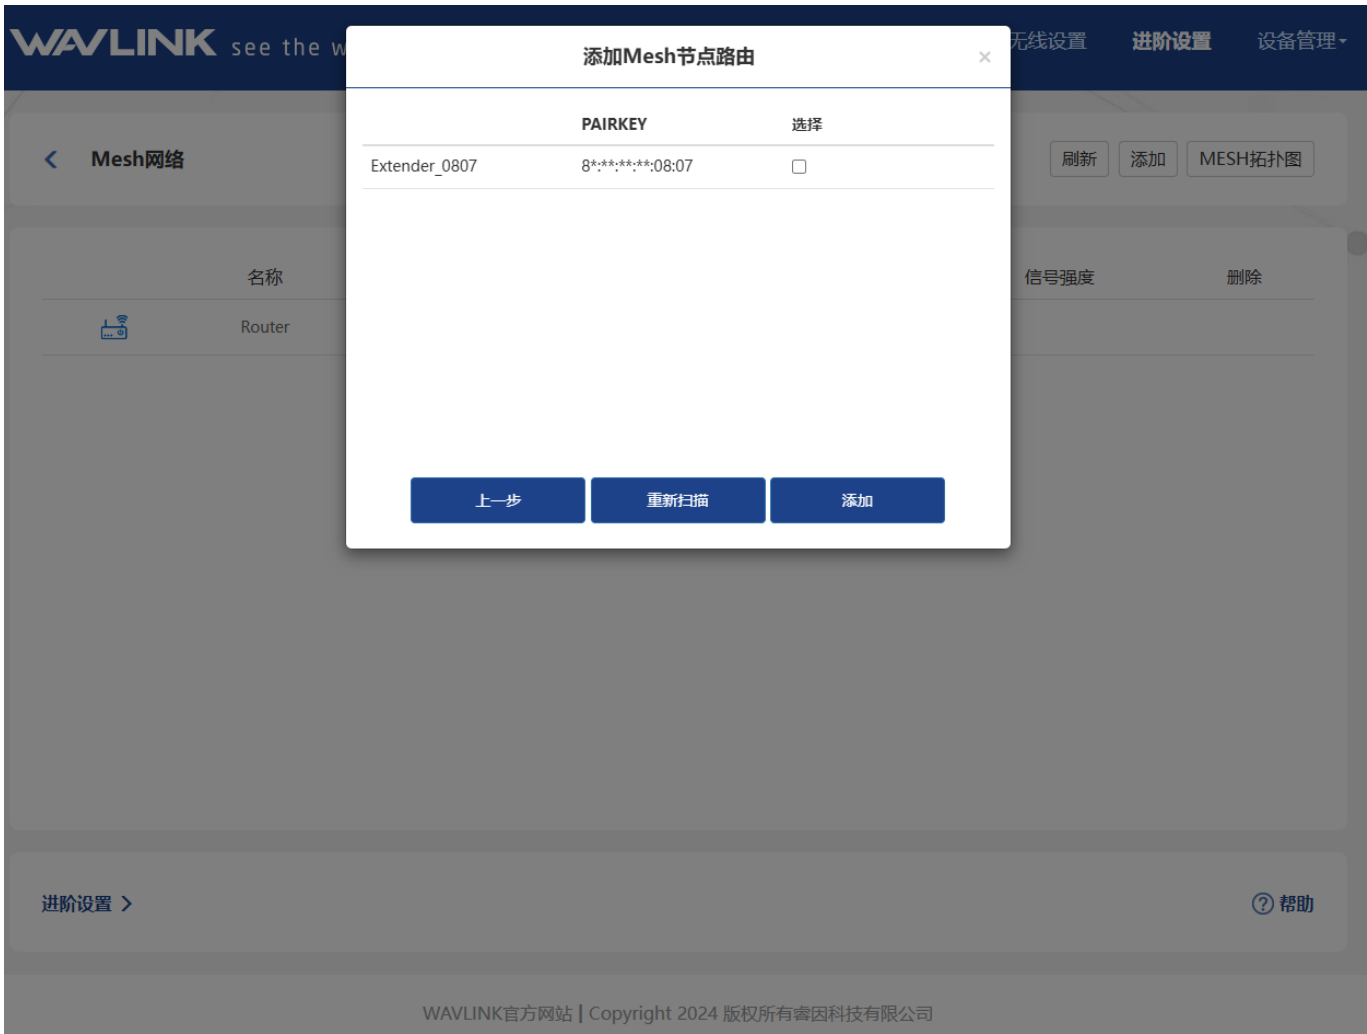 WAVLINK see the w
无线设置 进阶设置 设备管理
添加Mesh节点路由 ×
Mesh网络
刷新 添加 MESH拓扑图
PAIRKEY 选择
Extender_0807 8*:**:**:**:08:07
名称 信号强度 删除
Router
上一步 重新扫描 添加
进阶设置
帮助
WAVLINK官方网站 | Copyright 2024 版权所有睿因科技有限公司